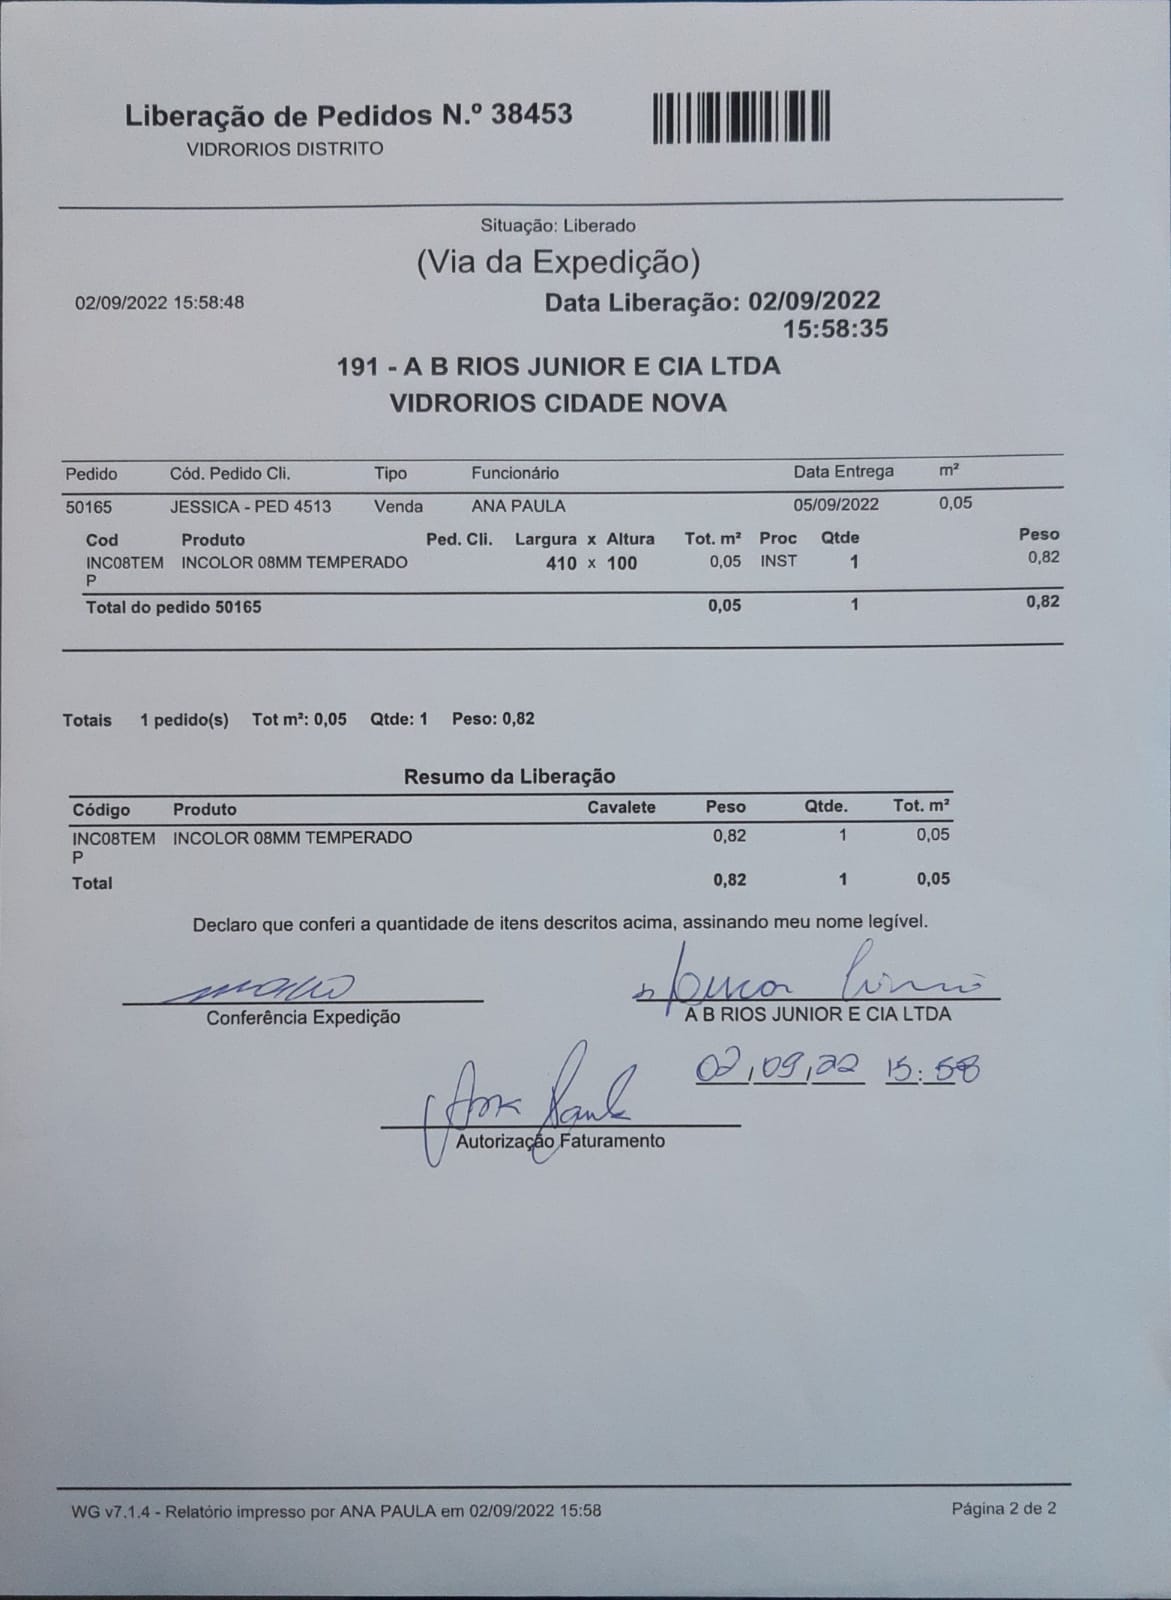 Liberação de Pedidos N.º 38453
VIDRORIOS DISTRITO
Situação: Liberado
(Via da Expedição)
02/09/2022 15:58:48 Data Liberação: 02/09/2022
15:58:35
191 - A B RIOS JUNIOR E CIA LTDA
VIDRORIOS CIDADE NOVA
Pedido Cód. Pedido Cli. Tipo Funcionário Data Entrega m²
50165 JESSICA - PED 4513 Venda ANA PAULA 05/09/2022 0,05
Cod Produto Ped. Cli. Largura x Altura Tot. m² Proc Qtde Peso
INC08TEM INCOLOR 08MM TEMPERADO 410 x 100 0,05 INST 1 0,82
P
Total do pedido 50165 0,05 1 0,82
Totais 1 pedido(s) Tot m²: 0,05 Qtde: 1 Peso: 0,82
Resumo da Liberação
Código Produto Cavalete Peso Qtde. Tot. m²
INC08TEM INCOLOR 08MM TEMPERADO 0,82 1 0,05
P
Total 0,82 1 0,05
Declaro que conferi a quantidade de itens descritos acima, assinando meu nome legível.
Conferência Expedição
A B RIOS JUNIOR E CIA LTDA
02,09,22 15:58
Ana Paula
Autorização Faturamento
WG v7.1.4 - Relatório impresso por ANA PAULA em 02/09/2022 15:58 Página 2 de 2